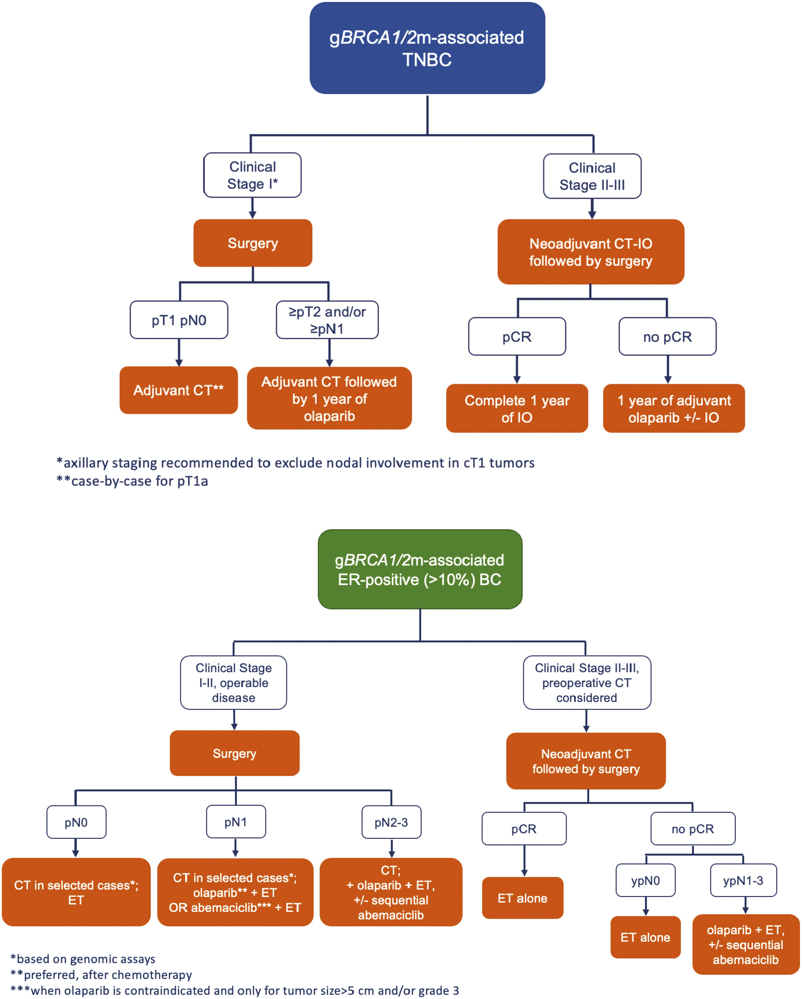 gBRCA1/2m-associated
TNBC
Clinical
Stage I*
Clinical
Stage II-III
Surgery
Neoadjuvant CT-IO
followed by surgery
pT1 pN0
≥pT2 and/or
≥pN1
pCR
no pCR
Adjuvant CT**
Adjuvant CT followed
by 1 year of
olaparib
Complete 1 year
of IO
1 year of adjuvant
olaparib +/- IO
*axillary staging recommended to exclude nodal involvement in cT1 tumors
**case-by-case for pT1a
gBRCA1/2m-associated
ER-positive (>10%) BC
Clinical Stage
I-II, operable
disease
Clinical Stage II-III,
preoperative CT
considered
Surgery
Neoadjuvant CT
followed by surgery
pN0
pN1
pN2-3
pCR
no pCR
CT in selected cases*;
ET
CT in selected cases*;
olaparib** + ET
OR abemaciclib*** + ET
CT;
+ olaparib + ET,
+/- sequential
abemaciclib
ET alone
ypN0
ypN1-3
ET alone
olaparib + ET,
+/- sequential
abemaciclib
*based on genomic assays
**preferred, after chemotherapy
***when olaparib is contraindicated and only for tumor size>5 cm and/or grade 3